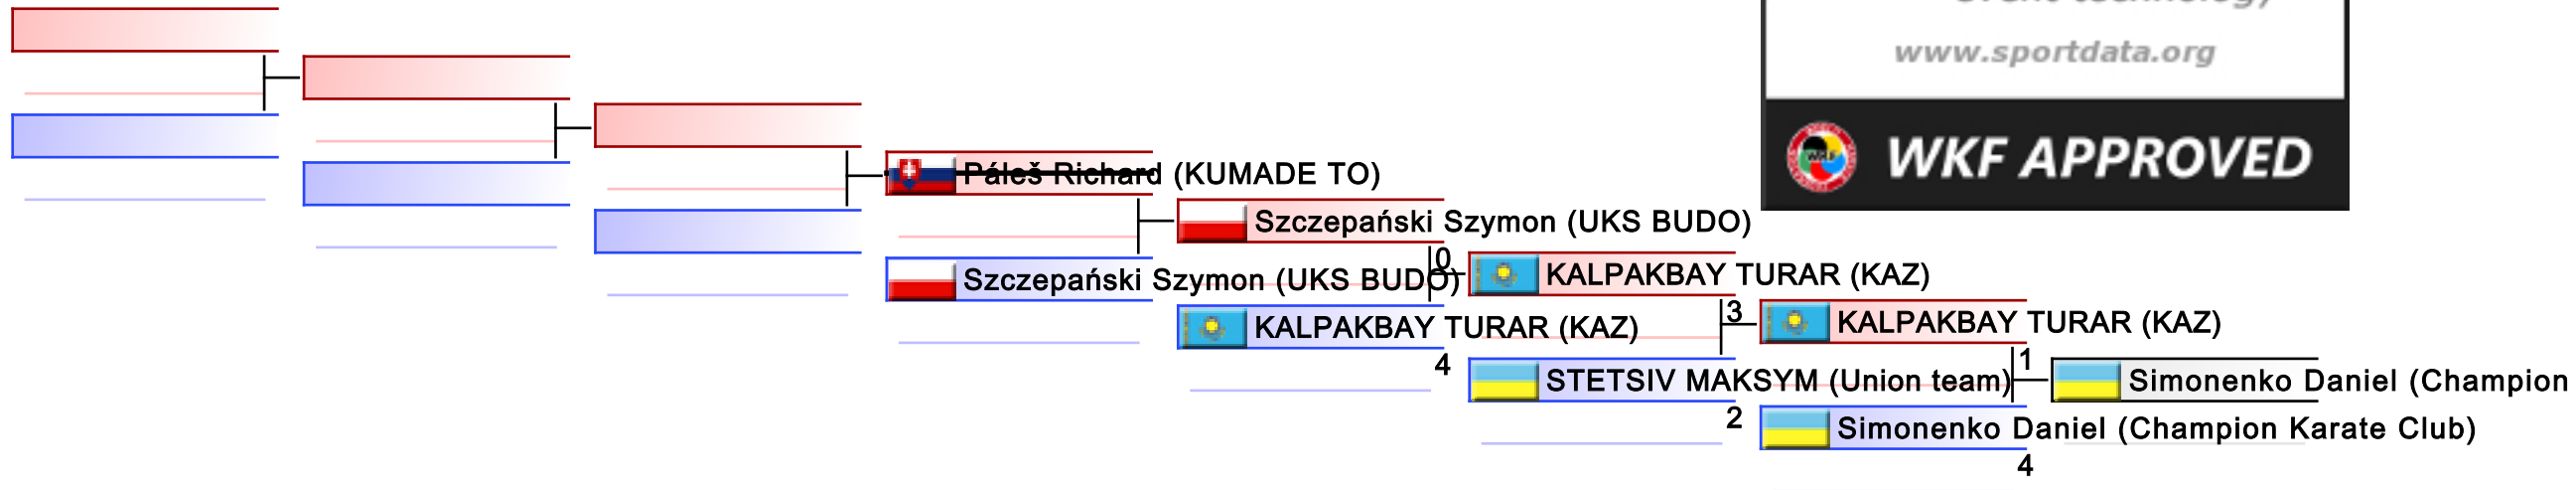 www.sportdata.org
WKF APPROVED
Páleš Richard (KUMADE TO)
Szczepański Szymon (UKS BUDO)
0
Szczepański Szymon (UKS BUDO)
KALPAKBAY TURAR (KAZ)
3
KALPAKBAY TURAR (KAZ)
KALPAKBAY TURAR (KAZ)
4
1
STETSIV MAKSYM (Union team)
Simonenko Daniel (Champion
2
Simonenko Daniel (Champion Karate Club)
4